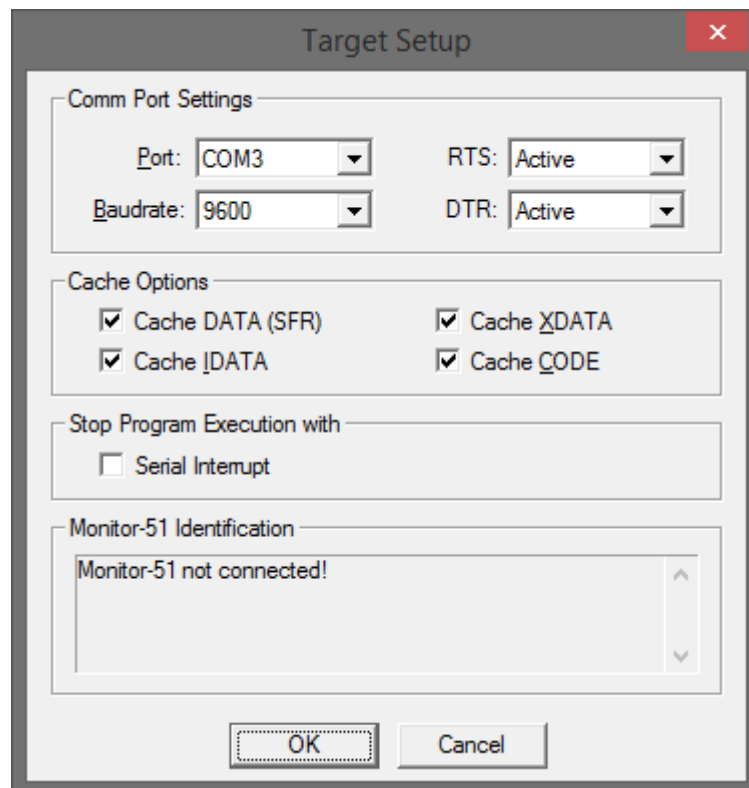 Target Setup
Comm Port Settings
Port: COM3 RTS: Active
Baudrate: 9600 DTR: Active
Cache Options
Cache DATA (SFR) Cache XDATA
Cache IDATA Cache CODE
Stop Program Execution with
Serial Interrupt
Monitor-51 Identification
Monitor-51 not connected!
OK Cancel